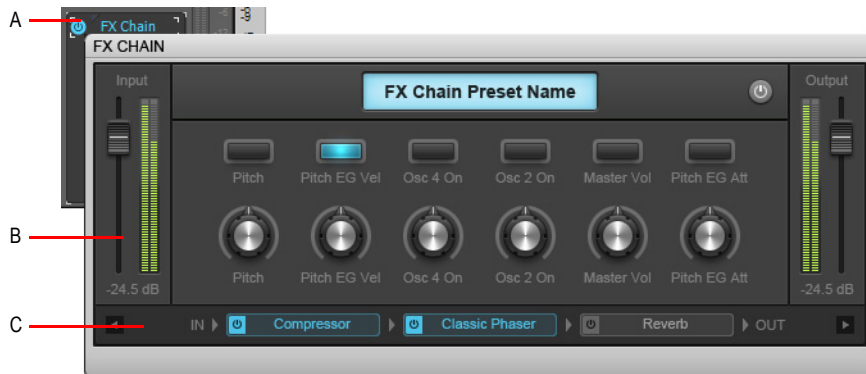 A
FX Chain
-6
-9
FX CHAIN
Input
FX Chain Preset Name
Output
Pitch Pitch EG Vel Osc 4 On Osc 2 On Master Vol Pitch EG Att
B
Pitch Pitch EG Vel Osc 4 On Osc 2 On Master Vol Pitch EG Att
-24.5 dB
-24.5 dB
C
IN Compressor Classic Phaser Reverb OUT